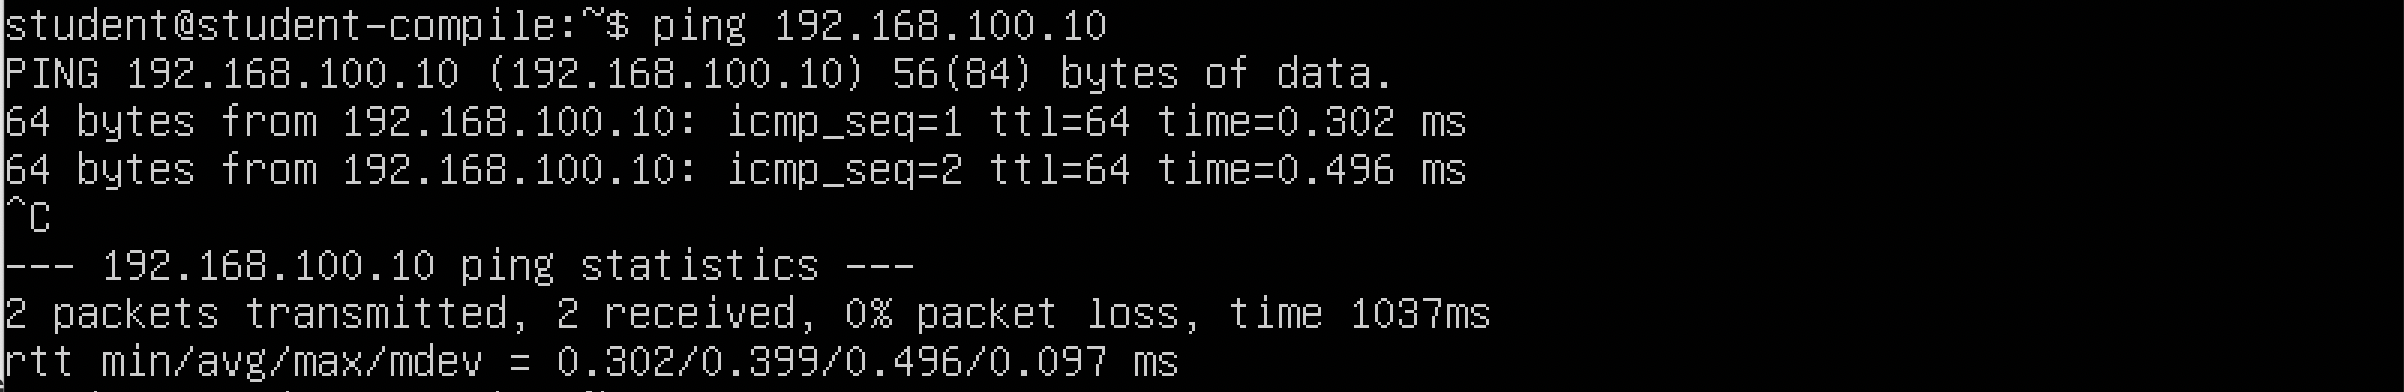 student@student-compile:~$ ping 192.168.100.10
PING 192.168.100.10 (192.168.100.10) 56(84) bytes of data.
64 bytes from 192.168.100.10: icmp_seq=1 ttl=64 time=0.302 ms
64 bytes from 192.168.100.10: icmp_seq=2 ttl=64 time=0.496 ms
^C
--- 192.168.100.10 ping statistics ---
2 packets transmitted, 2 received, 0% packet loss, time 1037ms
rtt min/avg/max/mdev = 0.302/0.399/0.496/0.097 ms